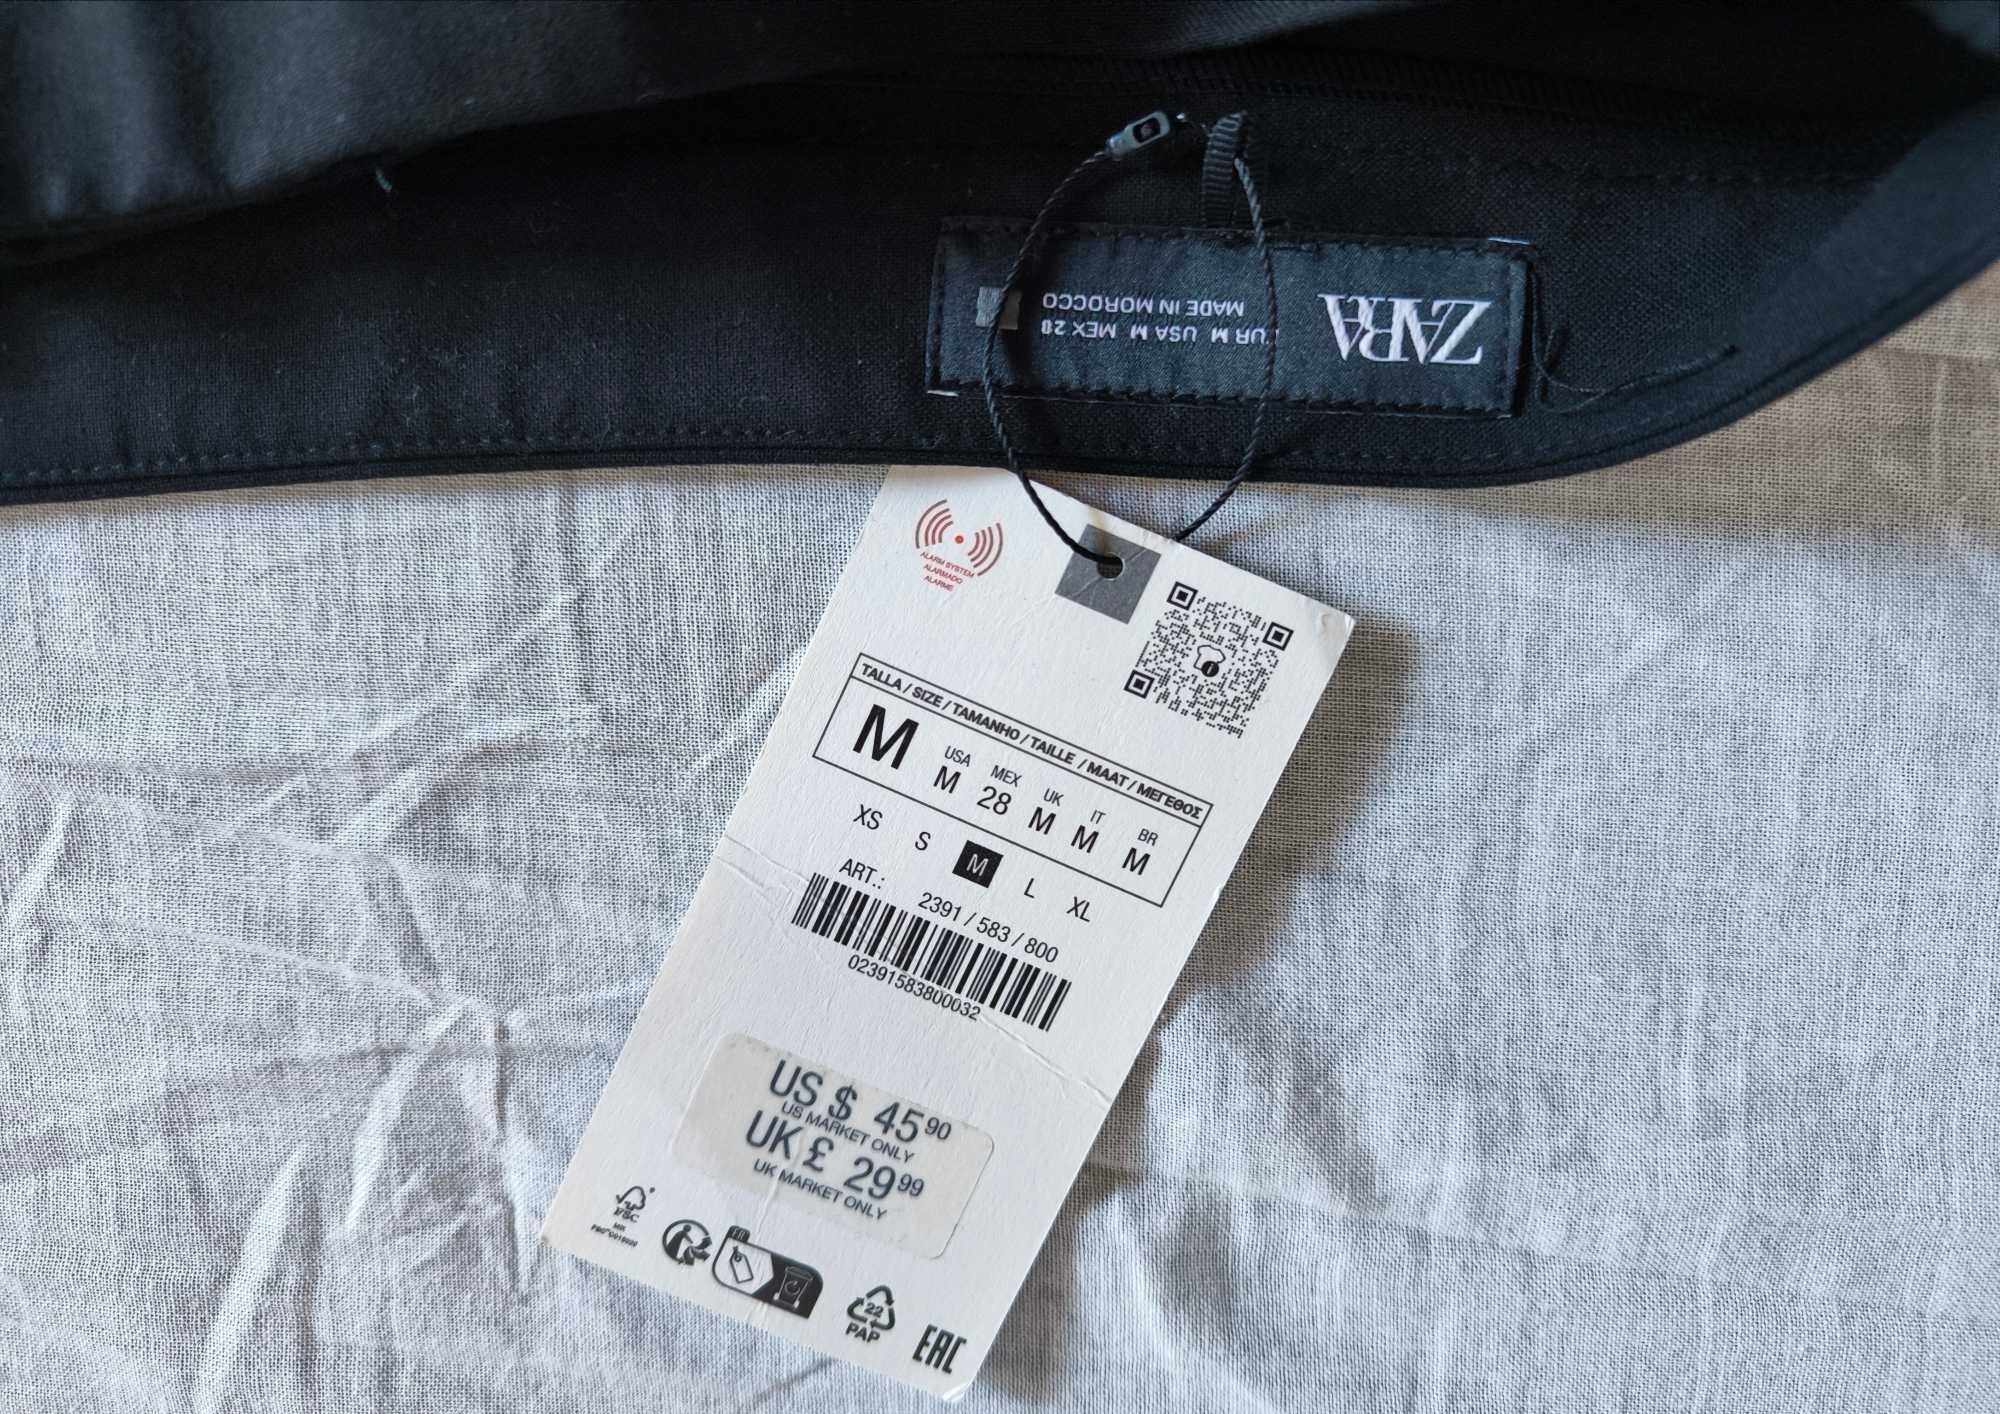 ZARA
EUR M USA M MEX 28
MADE IN MOROCCO
ALARM SYSTEM
ALARMADO
ALARME
TALLA / SIZE / TAMANHO / TAILLE / MAAT / ΜΕΓΕΘΟΣ
M
USA MEX UK IT BR
M 28 M M M
XS S M L XL
ART.: 2391 / 583 / 800
02391583800032
US $ 45 90
US MARKET ONLY
UK £ 29 99
UK MARKET ONLY
FSC
MIX
FR
22
PAP
EAC